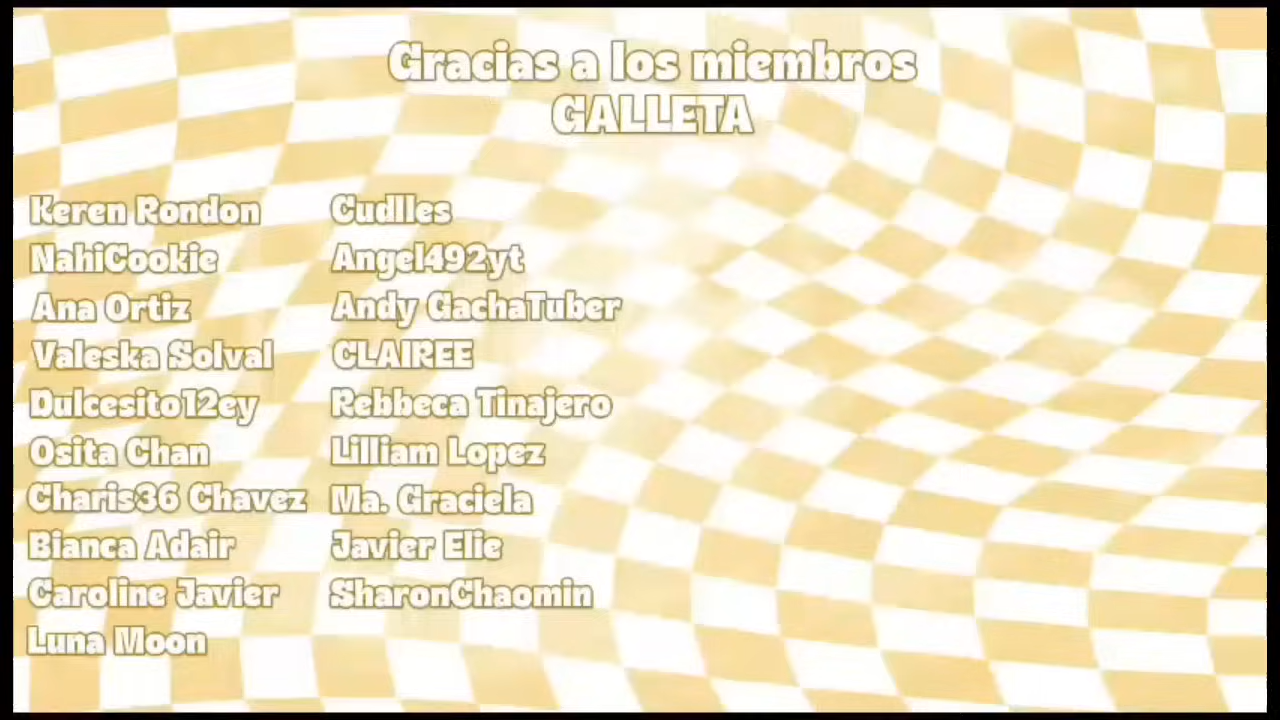 Gracias a los miembros
GALLETA
Keren Rondon
NahiCookie
Ana Ortiz
Valeska Solval
Dulcesito12ey
Osita Chan
Charis36 Chavez
Bianca Adair
Caroline Javier
Luna Moon
Cudlles
Angel492yt
Andy GachaTuber
CLAIREE
Rebbeca Tinajero
Lilliam Lopez
Ma. Graciela
Javier Elie
SharonChaomin